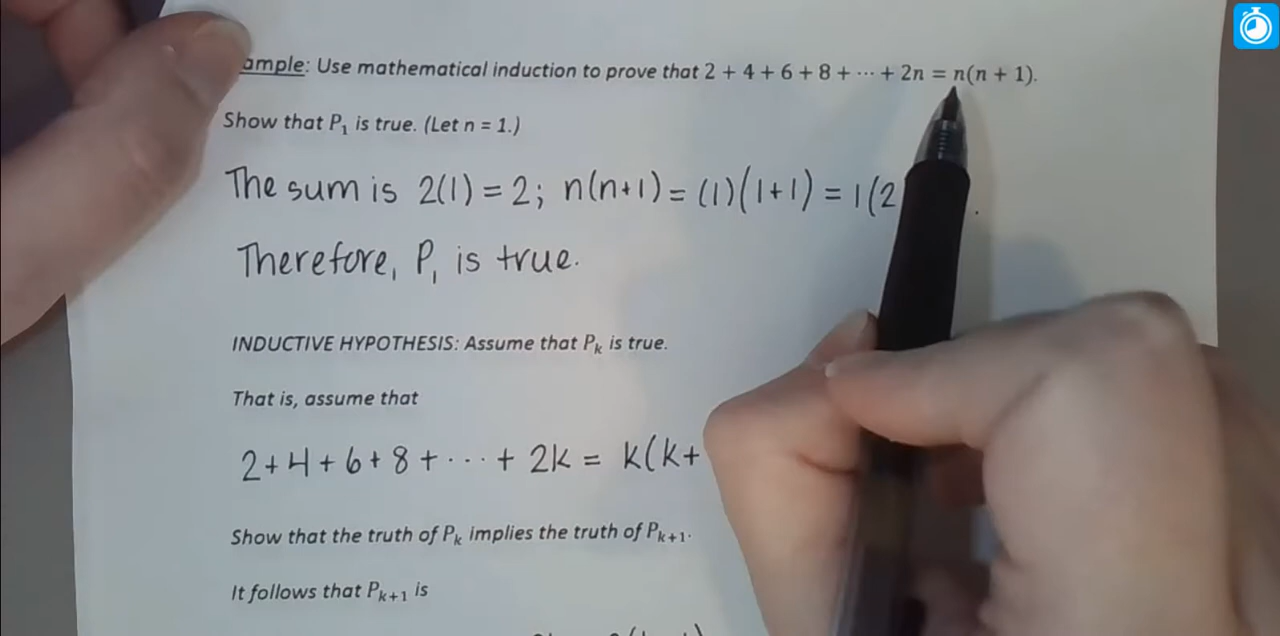 ample: Use mathematical induction to prove that 2 + 4 + 6 + 8 + ⋯ + 2n = n(n + 1).
Show that P₁ is true. (Let n = 1.)
The sum is 2(1) = 2; n(n+1) = (1)(1+1) = 1(2
Therefore, P₁ is true.
INDUCTIVE HYPOTHESIS: Assume that Pₖ is true.
That is, assume that
2+4+6+8+⋯+ 2k = k(k+
Show that the truth of Pₖ implies the truth of Pₖ₊₁.
It follows that Pₖ₊₁ is